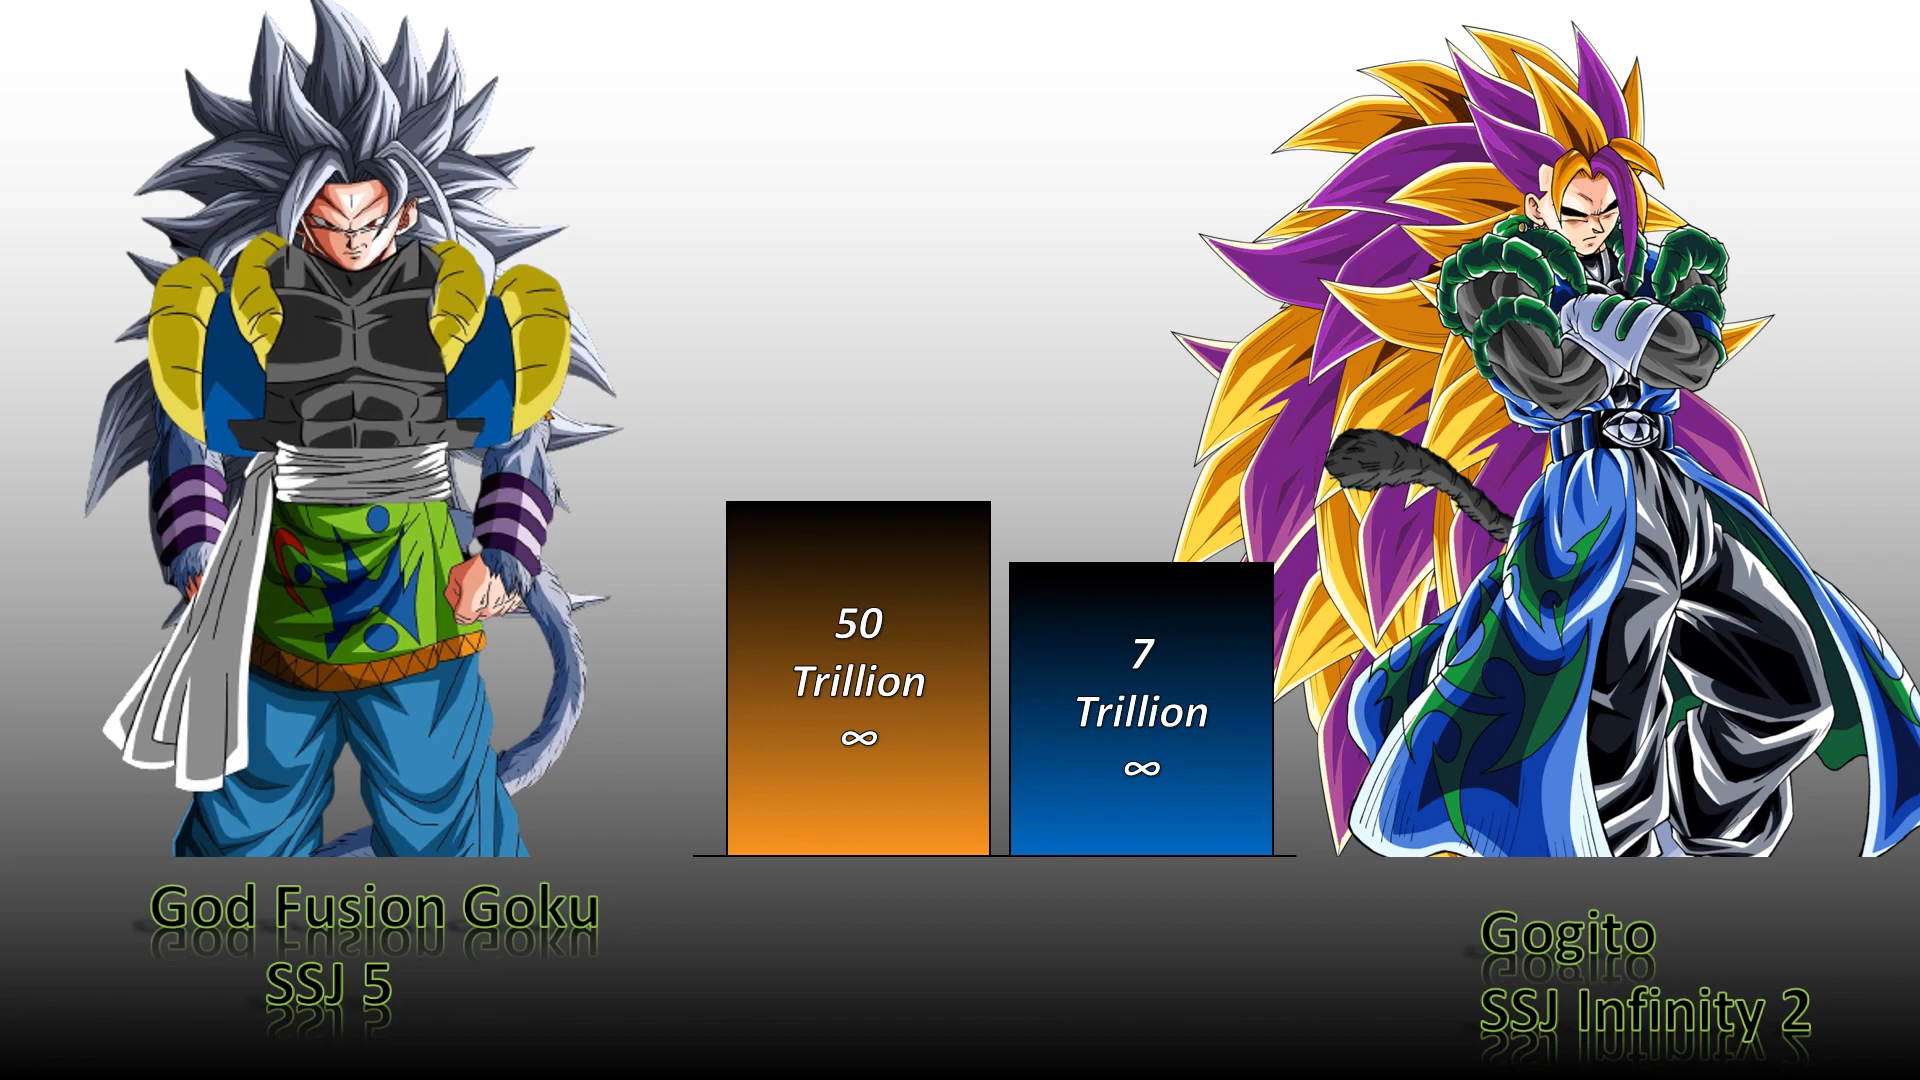 50
Trillion
∞
7
Trillion
∞
God Fusion Goku
SSJ 5
Gogito
SSJ Infinity 2